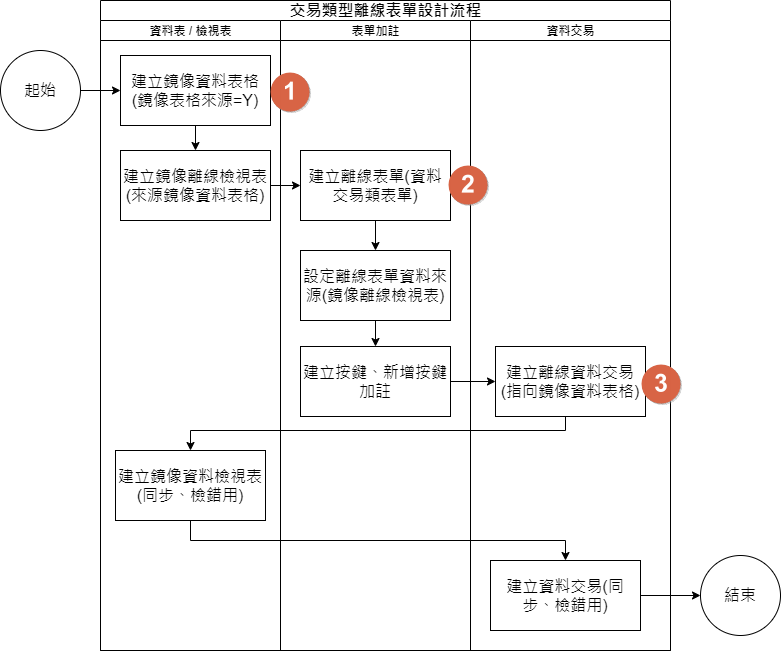 交易類型離線表單設計流程
資料表 / 檢視表
表單加註
資料交易
起始
建立鏡像資料表格
(鏡像表格來源=Y)
1
建立鏡像離線檢視表
(來源鏡像資料表格)
建立離線表單(資料
交易類表單)
2
設定離線表單資料來
源(鏡像離線檢視表)
建立按鍵、新增按鍵
加註
建立離線資料交易
(指向鏡像資料表格)
3
建立鏡像資料檢視表
(同步、檢錯用)
建立資料交易(同
步、檢錯用)
結束